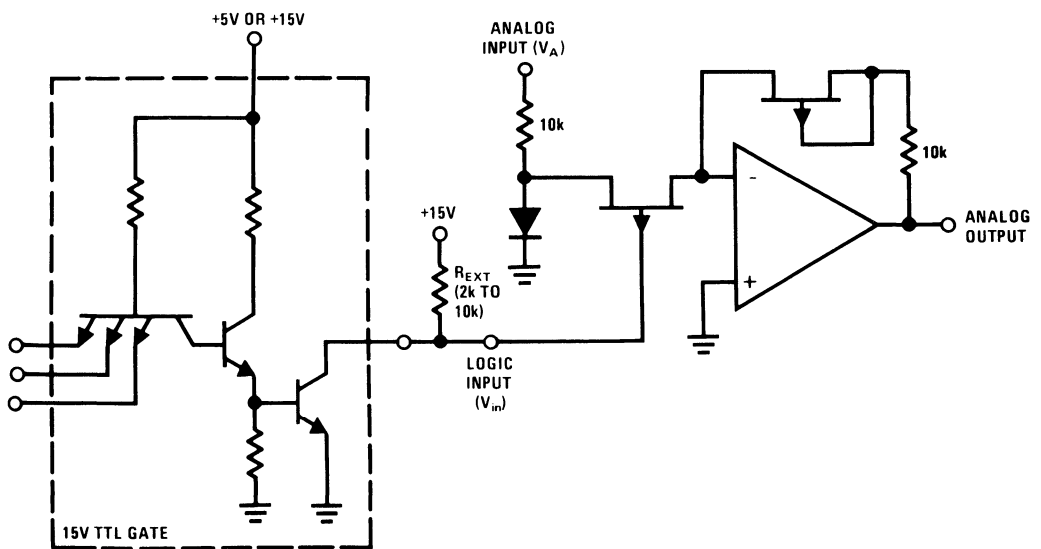 +5V OR +15V
ANALOG
INPUT (VA)
10k
10k
+15V
REXT
(2k TO
10k)
-
+
ANALOG
OUTPUT
LOGIC
INPUT
(Vin)
15V TTL GATE